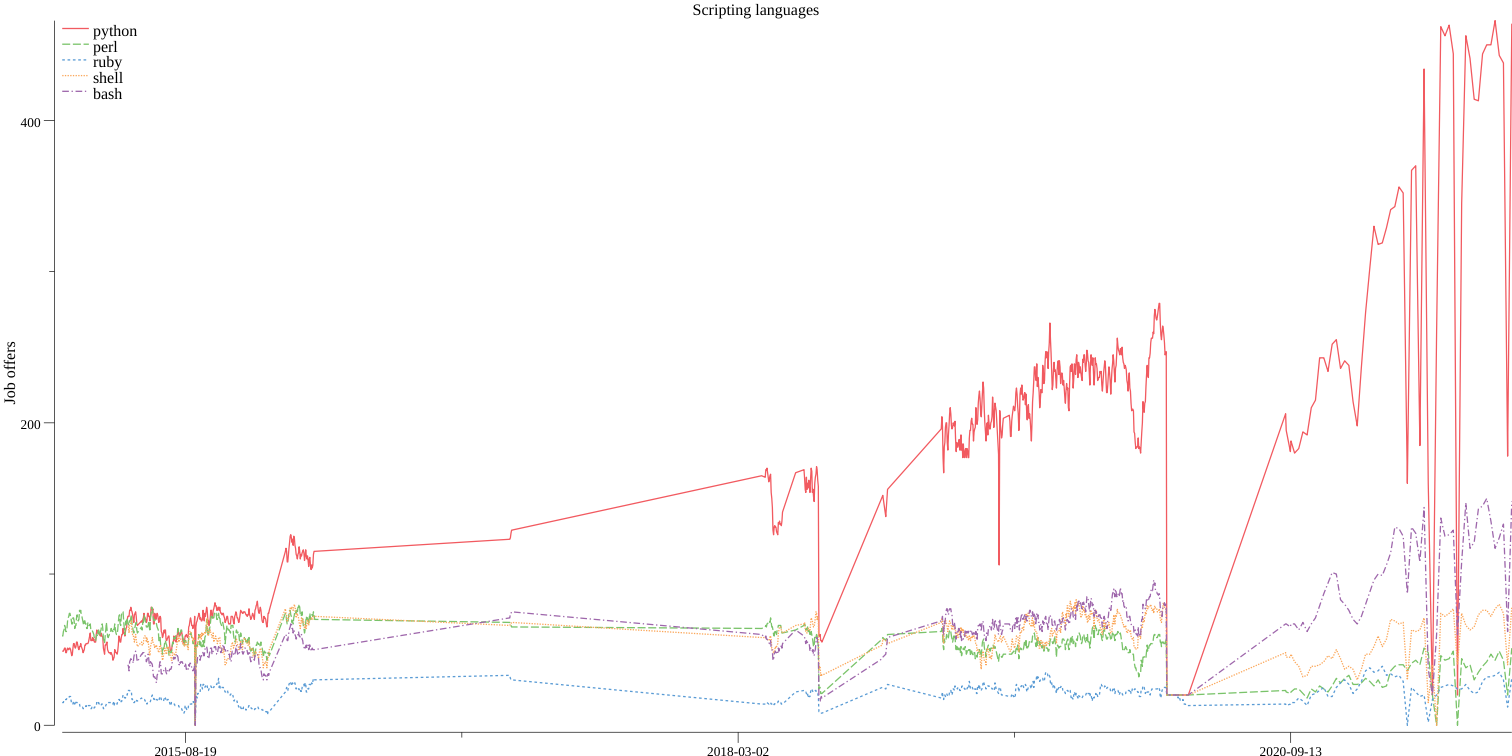 Scripting languages
python
perl
ruby
shell
bash
400
200
0
Job offers
2015-08-19
2018-03-02
2020-09-13